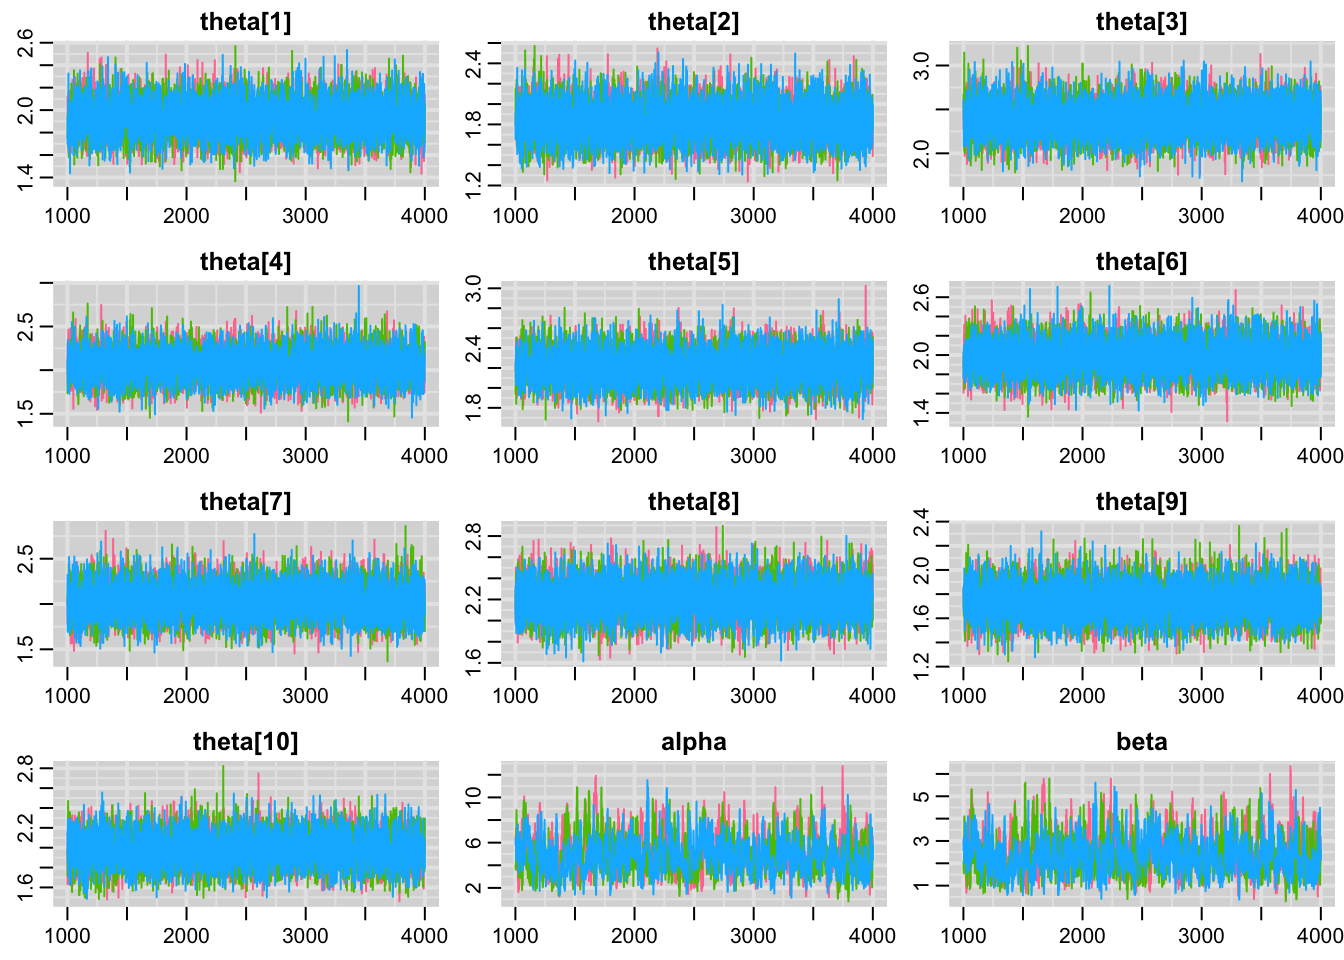 theta[1] theta[2] theta[3]
1.4 2.0 2.6
1.2 1.8 2.4
2.0 3.0
1000 2000 3000 4000 1000 2000 3000 4000 1000 2000 3000 4000
theta[4] theta[5] theta[6]
1.5 2.5
1.8 2.4 3.0
1.4 2.0 2.6
1000 2000 3000 4000 1000 2000 3000 4000 1000 2000 3000 4000
theta[7] theta[8] theta[9]
1.5 2.5
1.6 2.2 2.8
1.2 1.6 2.0 2.4
1000 2000 3000 4000 1000 2000 3000 4000 1000 2000 3000 4000
theta[10] alpha beta
1.6 2.2 2.8
2 6 10
1 3 5
1000 2000 3000 4000 1000 2000 3000 4000 1000 2000 3000 4000